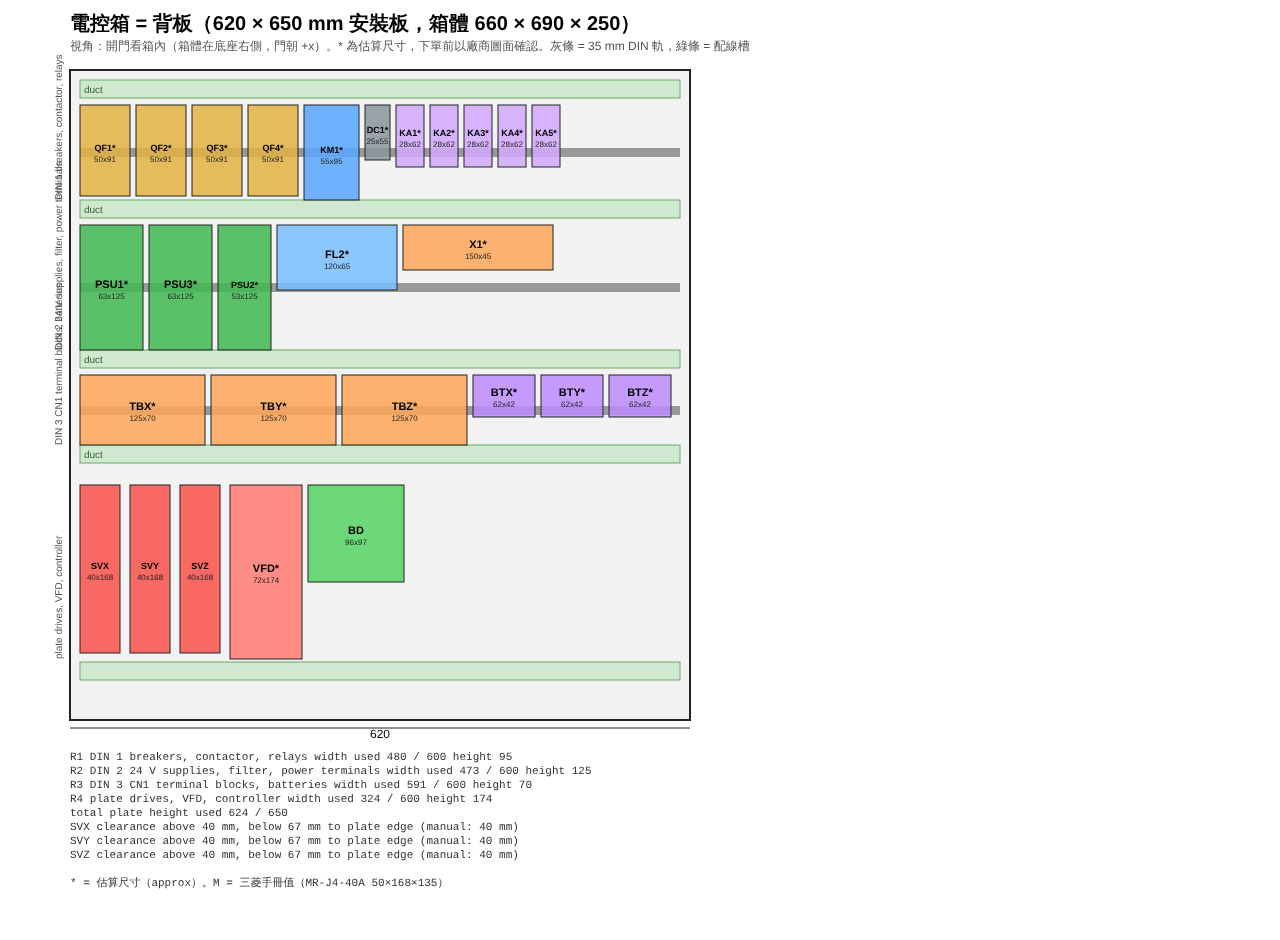 電控箱 = 背板（620 × 650 mm 安裝板，箱體 660 × 690 × 250）
視角：開門看箱內（箱體在底座右側，門朝 +x）。* 為估算尺寸，下單前以廠商圖面確認。灰條 = 35 mm DIN 軌，綠條 = 配線槽
duct
DIN 1 breakers, contactor, relays
QF1*
50x91
QF2*
50x91
QF3*
50x91
QF4*
50x91
KM1*
55x95
DC1*
25x55
KA1*
28x62
KA2*
28x62
KA3*
28x62
KA4*
28x62
KA5*
28x62
duct
DIN 2 24 V supplies, filter, power terminals
PSU1*
63x125
PSU3*
63x125
PSU2*
53x125
FL2*
120x65
X1*
150x45
duct
DIN 3 CN1 terminal blocks, batteries
TBX*
125x70
TBY*
125x70
TBZ*
125x70
BTX*
62x42
BTY*
62x42
BTZ*
62x42
duct
plate drives, VFD, controller
SVX
40x168
SVY
40x168
SVZ
40x168
VFD*
72x174
BD
96x97
620
R1 DIN 1 breakers, contactor, relays width used 480 / 600 height 95
R2 DIN 2 24 V supplies, filter, power terminals width used 473 / 600 height 125
R3 DIN 3 CN1 terminal blocks, batteries width used 591 / 600 height 70
R4 plate drives, VFD, controller width used 324 / 600 height 174
total plate height used 624 / 650
SVX clearance above 40 mm, below 67 mm to plate edge (manual: 40 mm)
SVY clearance above 40 mm, below 67 mm to plate edge (manual: 40 mm)
SVZ clearance above 40 mm, below 67 mm to plate edge (manual: 40 mm)
* = 估算尺寸（approx）。M = 三菱手冊值（MR-J4-40A 50×168×135）